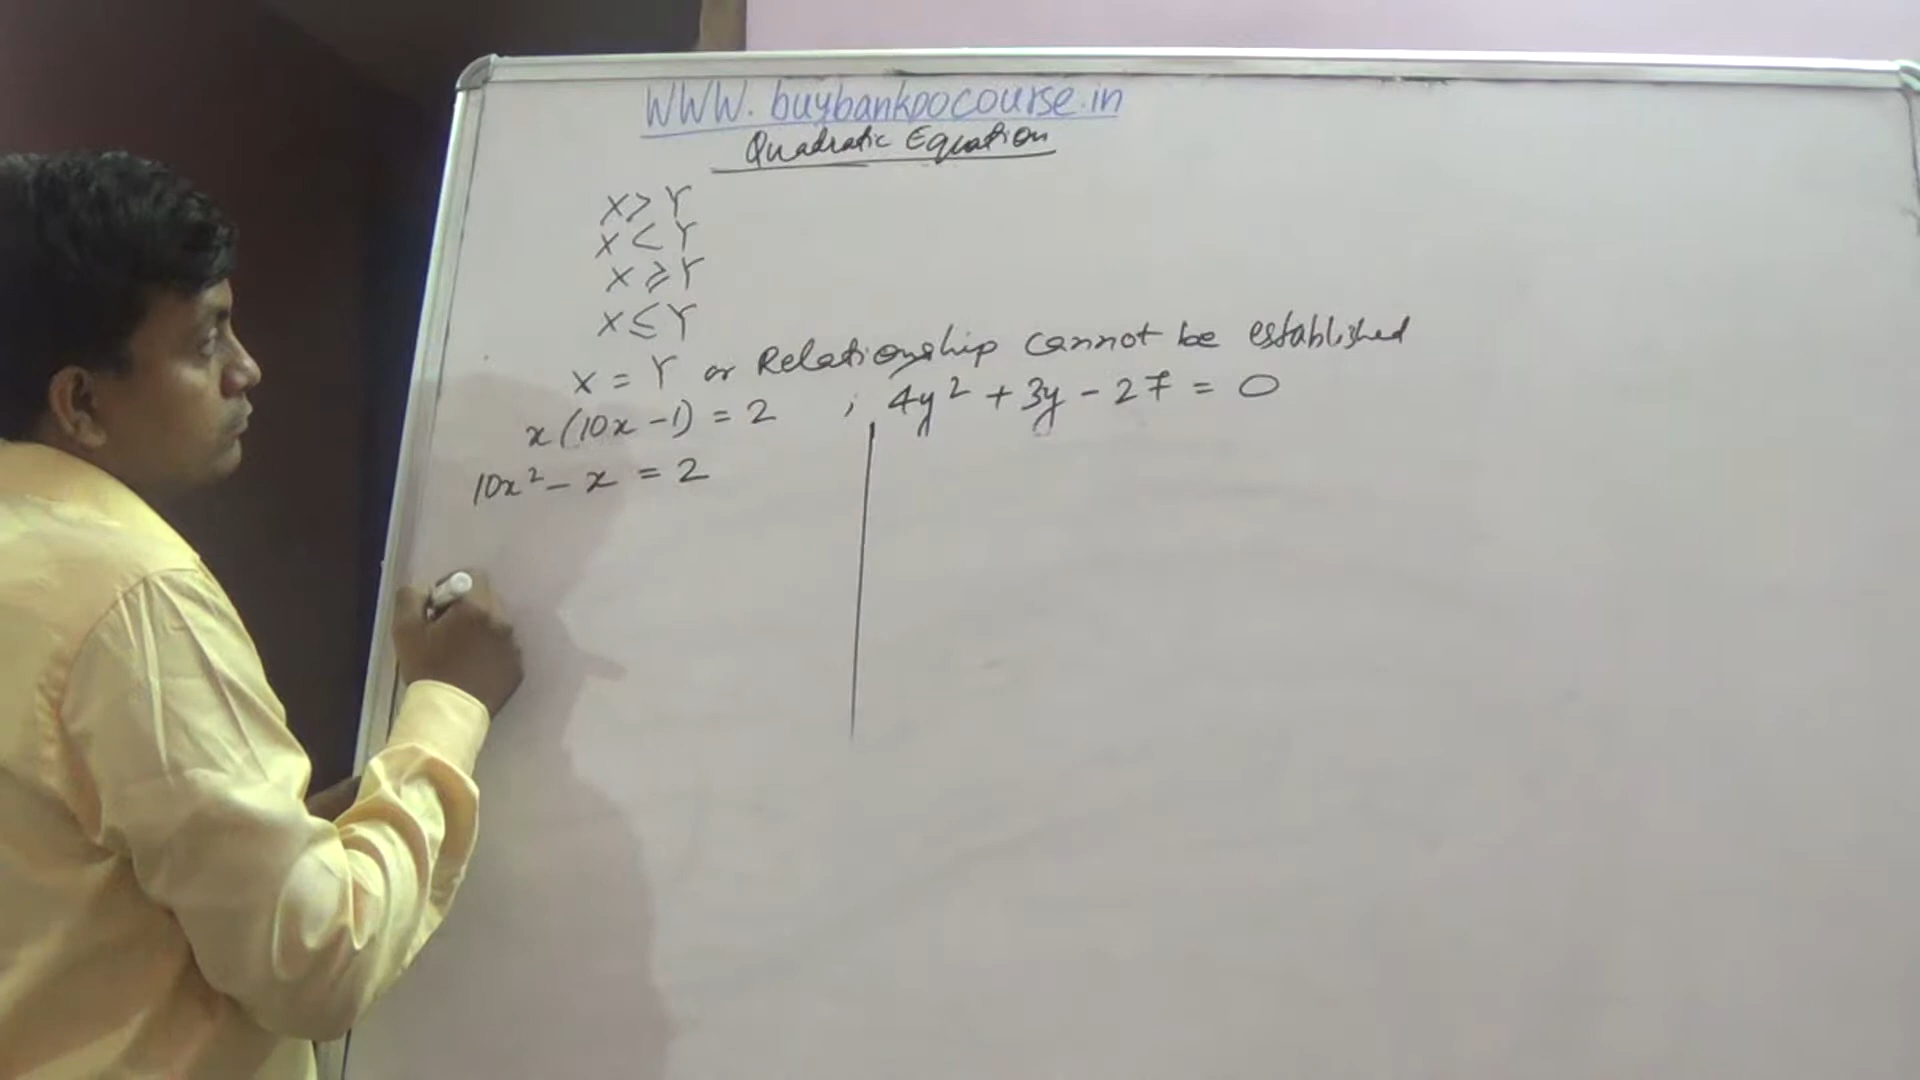 WWW.buybankpocourse.in
Quadratic Equation
X > Y
X < Y
X ⩾ Y
X ≤ Y
X = Y or Relationship cannot be established
x(10x - 1) = 2 ; 4y² + 3y - 27 = 0
10x² - x = 2